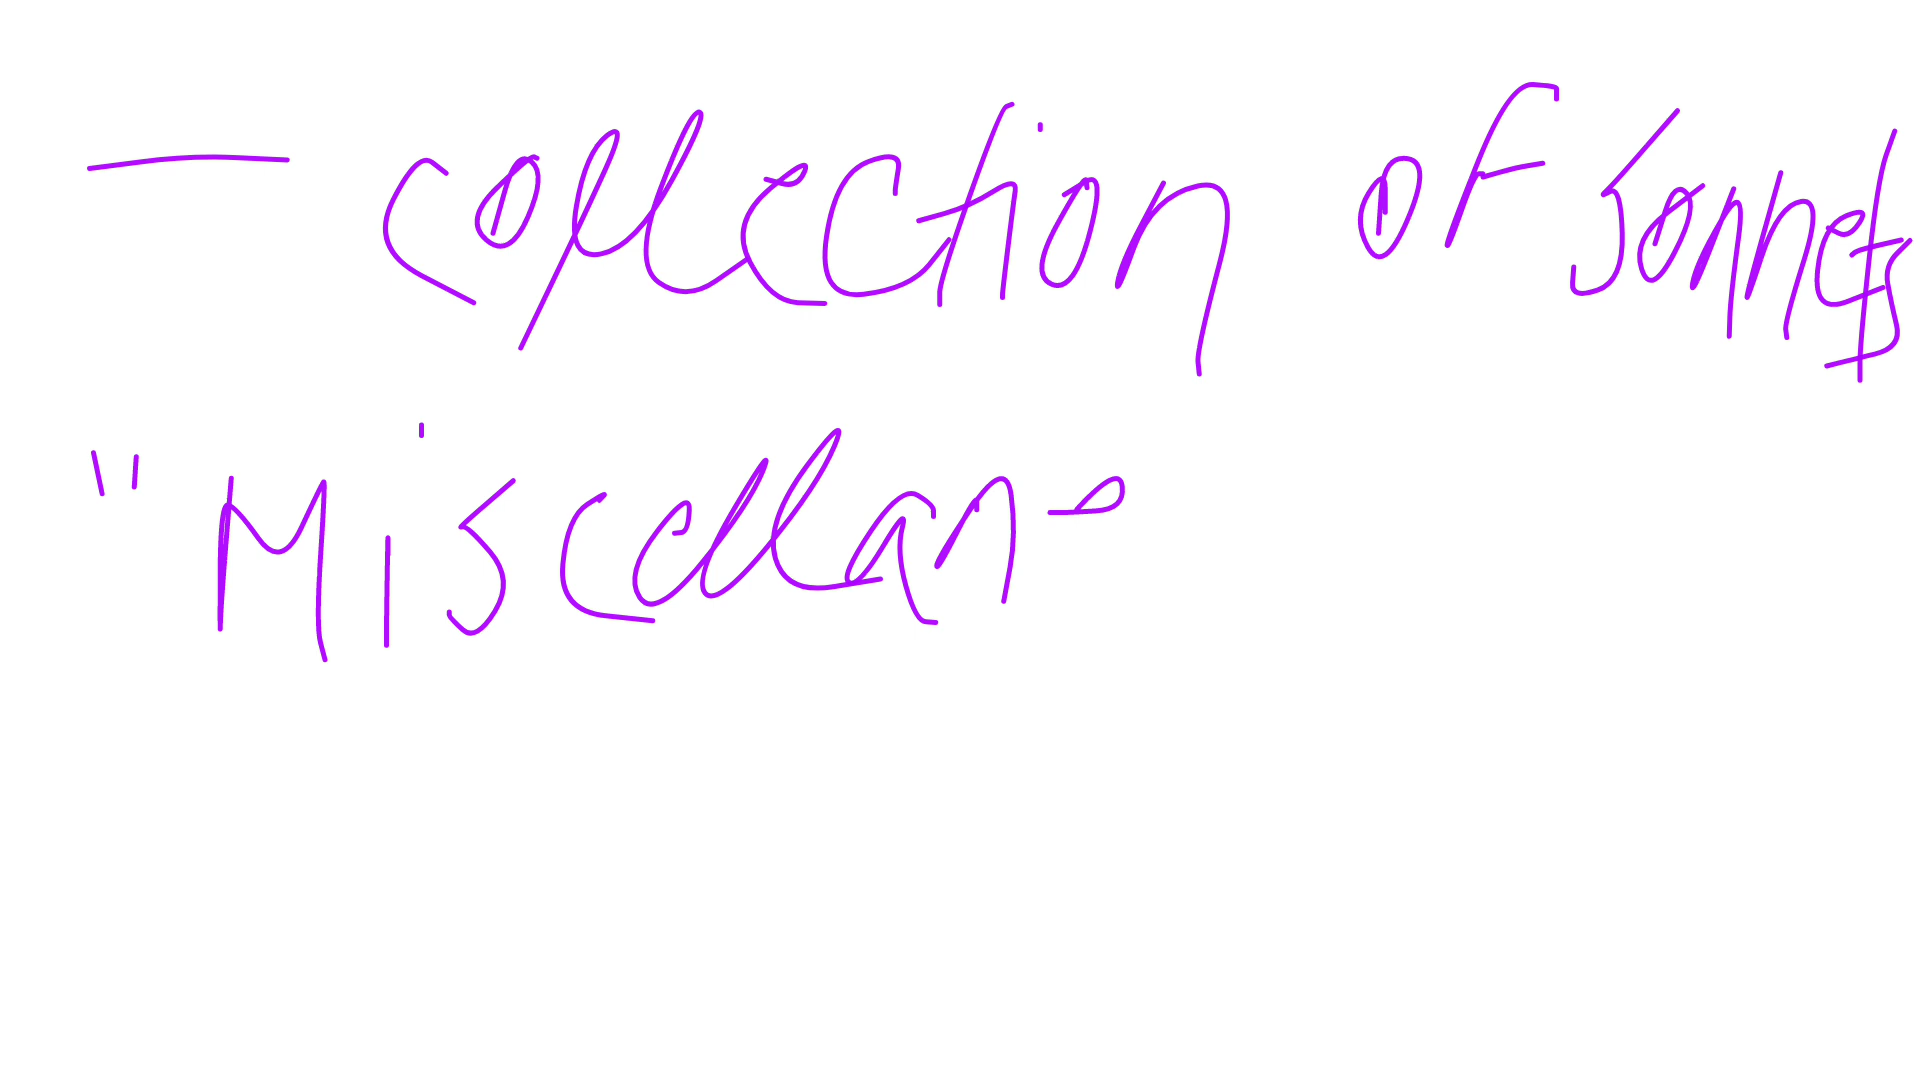 — collection of sonnets
"Miscellan-